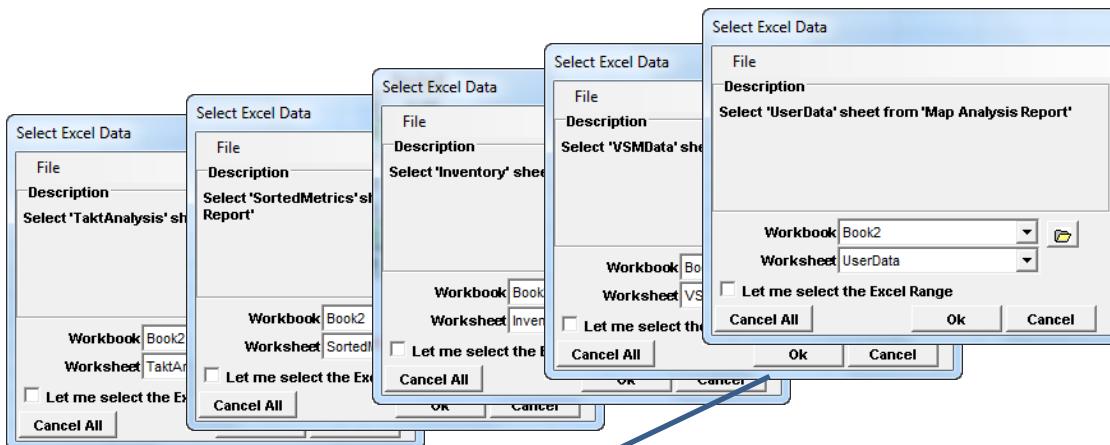 Select Excel Data
File
Description
Select 'TaktAnalysis' sh
Workbook Book2
Worksheet TaktAn
Let me select the Ex
Cancel All
Select Excel Data
File
Description
Select 'SortedMetrics' sh
Report'
Workbook Book2
Worksheet SortedM
Let me select the Exc
Cancel All
Select Excel Data
File
Description
Select 'Inventory' shee
Workbook Book
Worksheet Inven
Let me select the E
Cancel All
Ok Cancel
Select Excel Data
File
Description
Select 'VSMData' she
Workbook Bo
Worksheet VS
Let me select the
Cancel All Ok Cancel
Select Excel Data
File
Description
Select 'UserData' sheet from 'Map Analysis Report'
Workbook Book2
Worksheet UserData
Let me select the Excel Range
Cancel All Ok Cancel